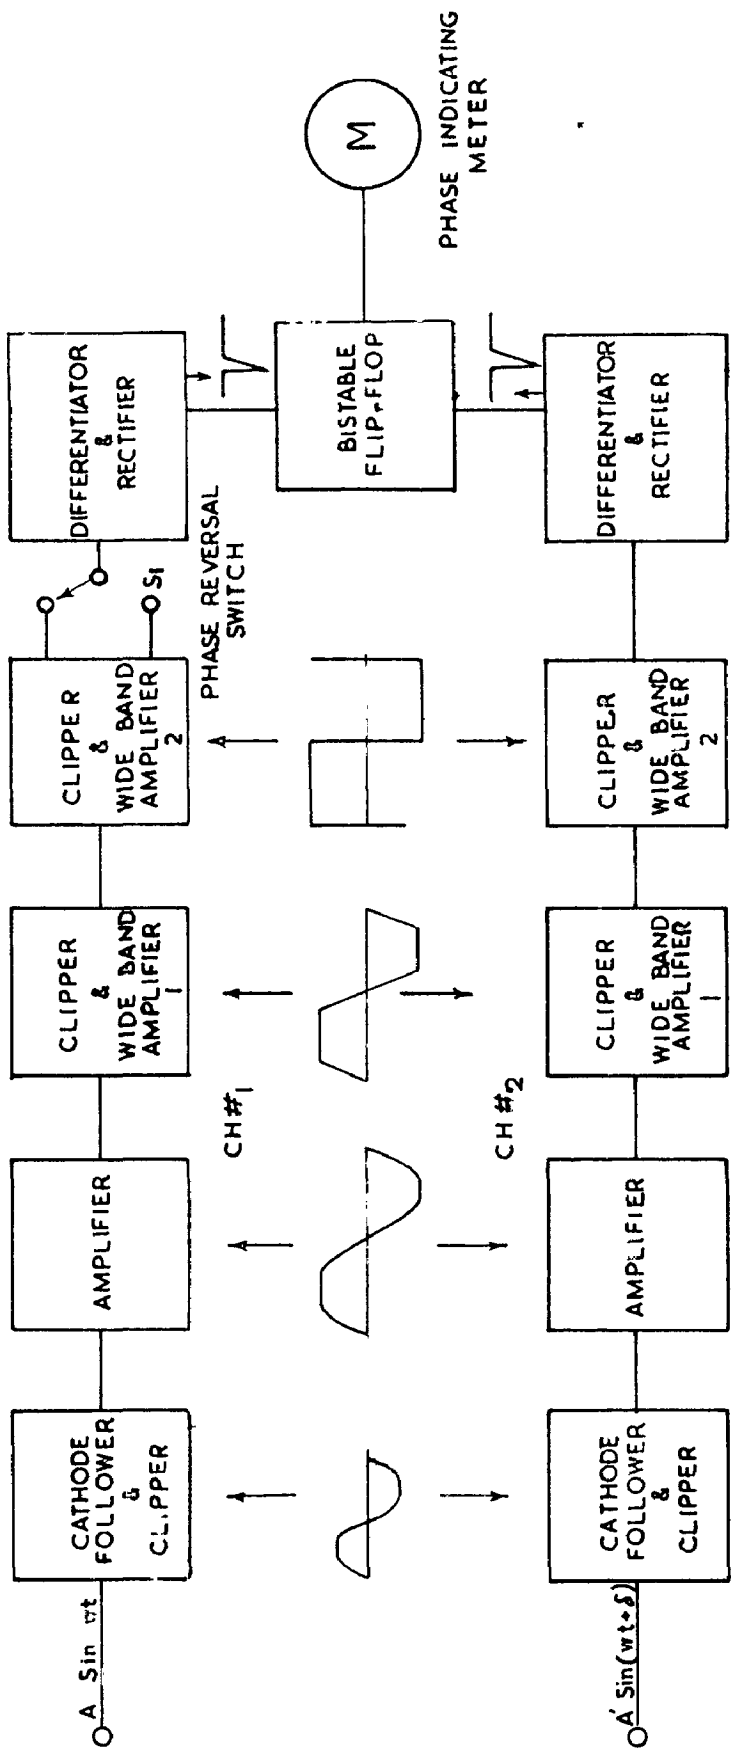 A Sin wt
CATHODE
FOLLOWER
&
CLIPPER
AMPLIFIER
CLIPPER
&
WIDE BAND
AMPLIFIER
1
CLIPPER
&
WIDE BAND
AMPLIFIER
2
S1
PHASE REVERSAL
SWITCH
DIFFERENTIATOR
&
RECTIFIER
CH#1
BISTABLE
FLIP-FLOP
M
PHASE INDICATING
METER
CH#2
A' Sin(wt+δ)
CATHODE
FOLLOWER
&
CLIPPER
AMPLIFIER
CLIPPER
&
WIDE BAND
AMPLIFIER
1
CLIPPER
&
WIDE BAND
AMPLIFIER
2
DIFFERENTIATOR
&
RECTIFIER